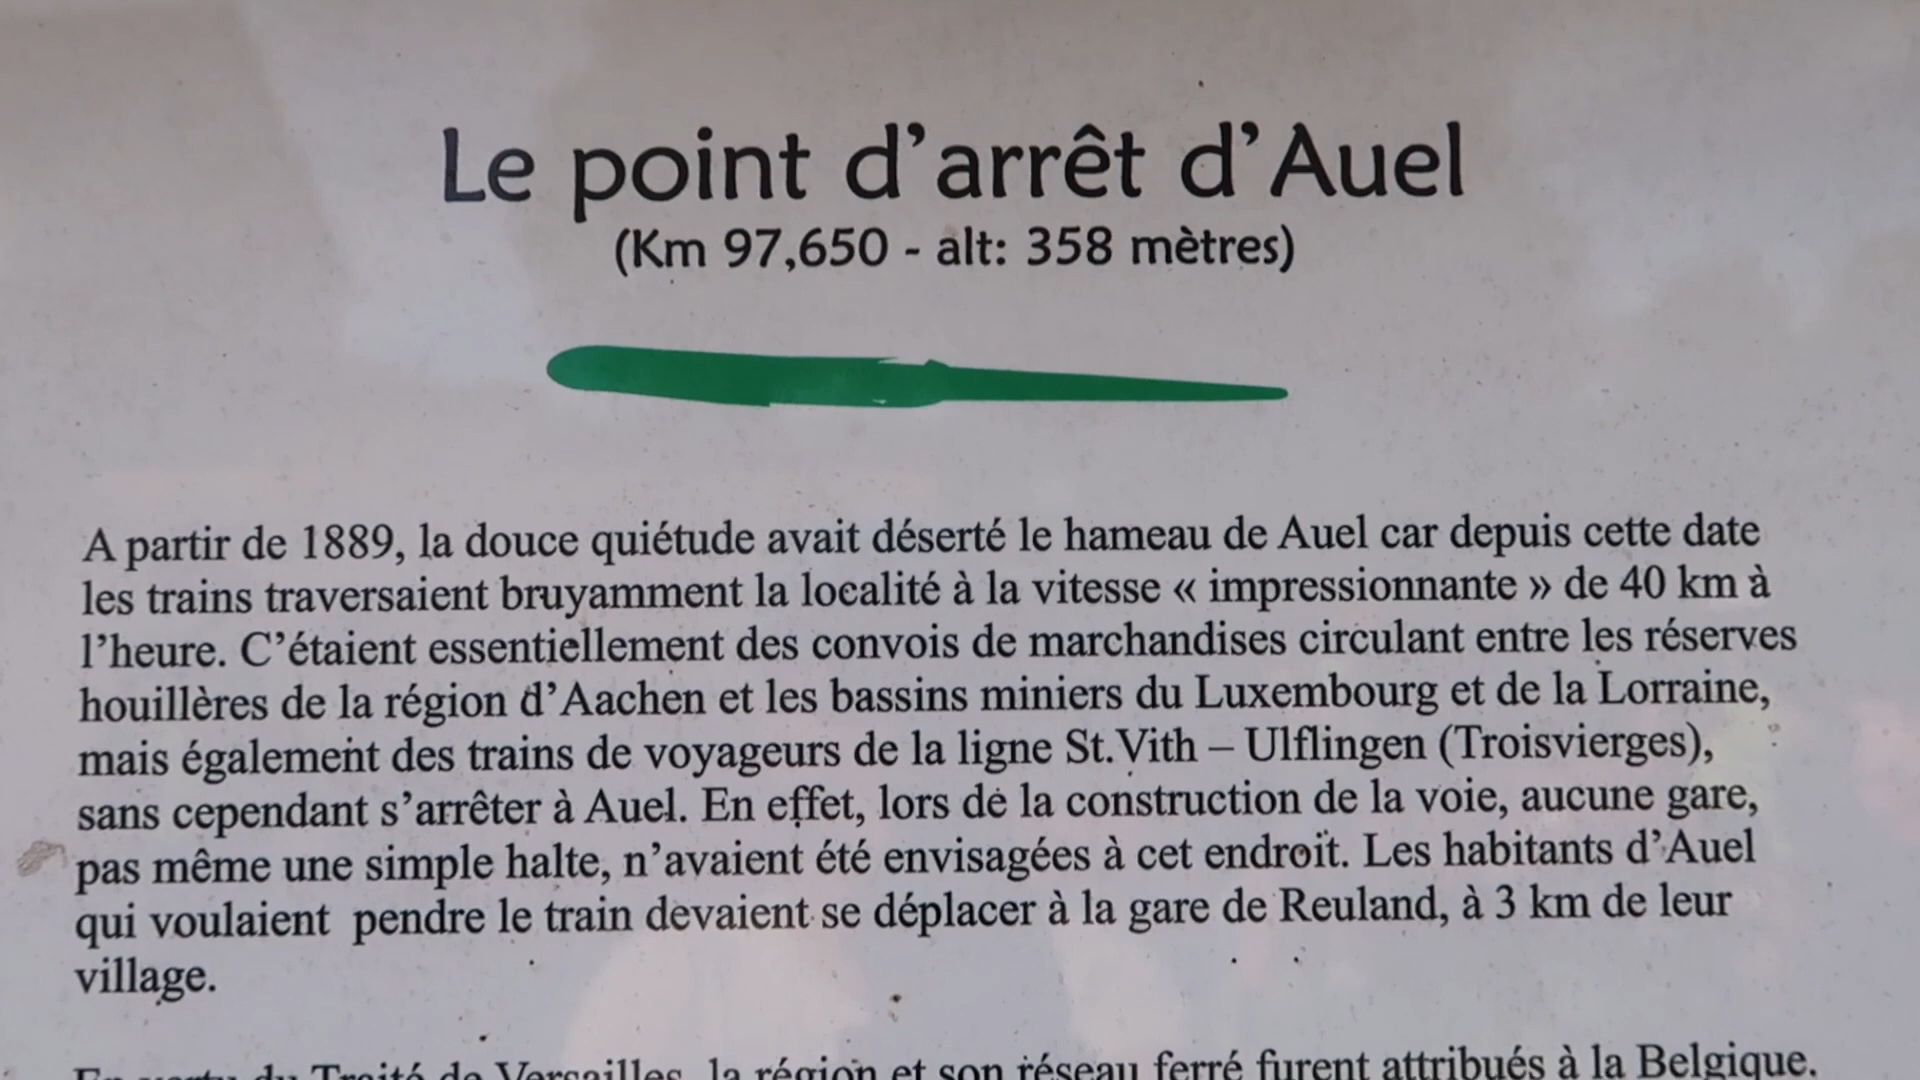 Le point d’arrêt d’Auel
(Km 97,650 - alt: 358 mètres)
A partir de 1889, la douce quiétude avait déserté le hameau de Auel car depuis cette date
les trains traversaient bruyamment la localité à la vitesse « impressionnante » de 40 km à
l’heure. C’étaient essentiellement des convois de marchandises circulant entre les réserves
houillères de la région d’Aachen et les bassins miniers du Luxembourg et de la Lorraine,
mais également des trains de voyageurs de la ligne St.Vith – Ulflingen (Troisvierges),
sans cependant s’arrêter à Auel. En effet, lors de la construction de la voie, aucune gare,
pas même une simple halte, n’avaient été envisagées à cet endroit. Les habitants d’Auel
qui voulaient pendre le train devaient se déplacer à la gare de Reuland, à 3 km de leur
village.
En vertu du Traité de Versailles, la région et son réseau ferré furent attribués à la Belgique.